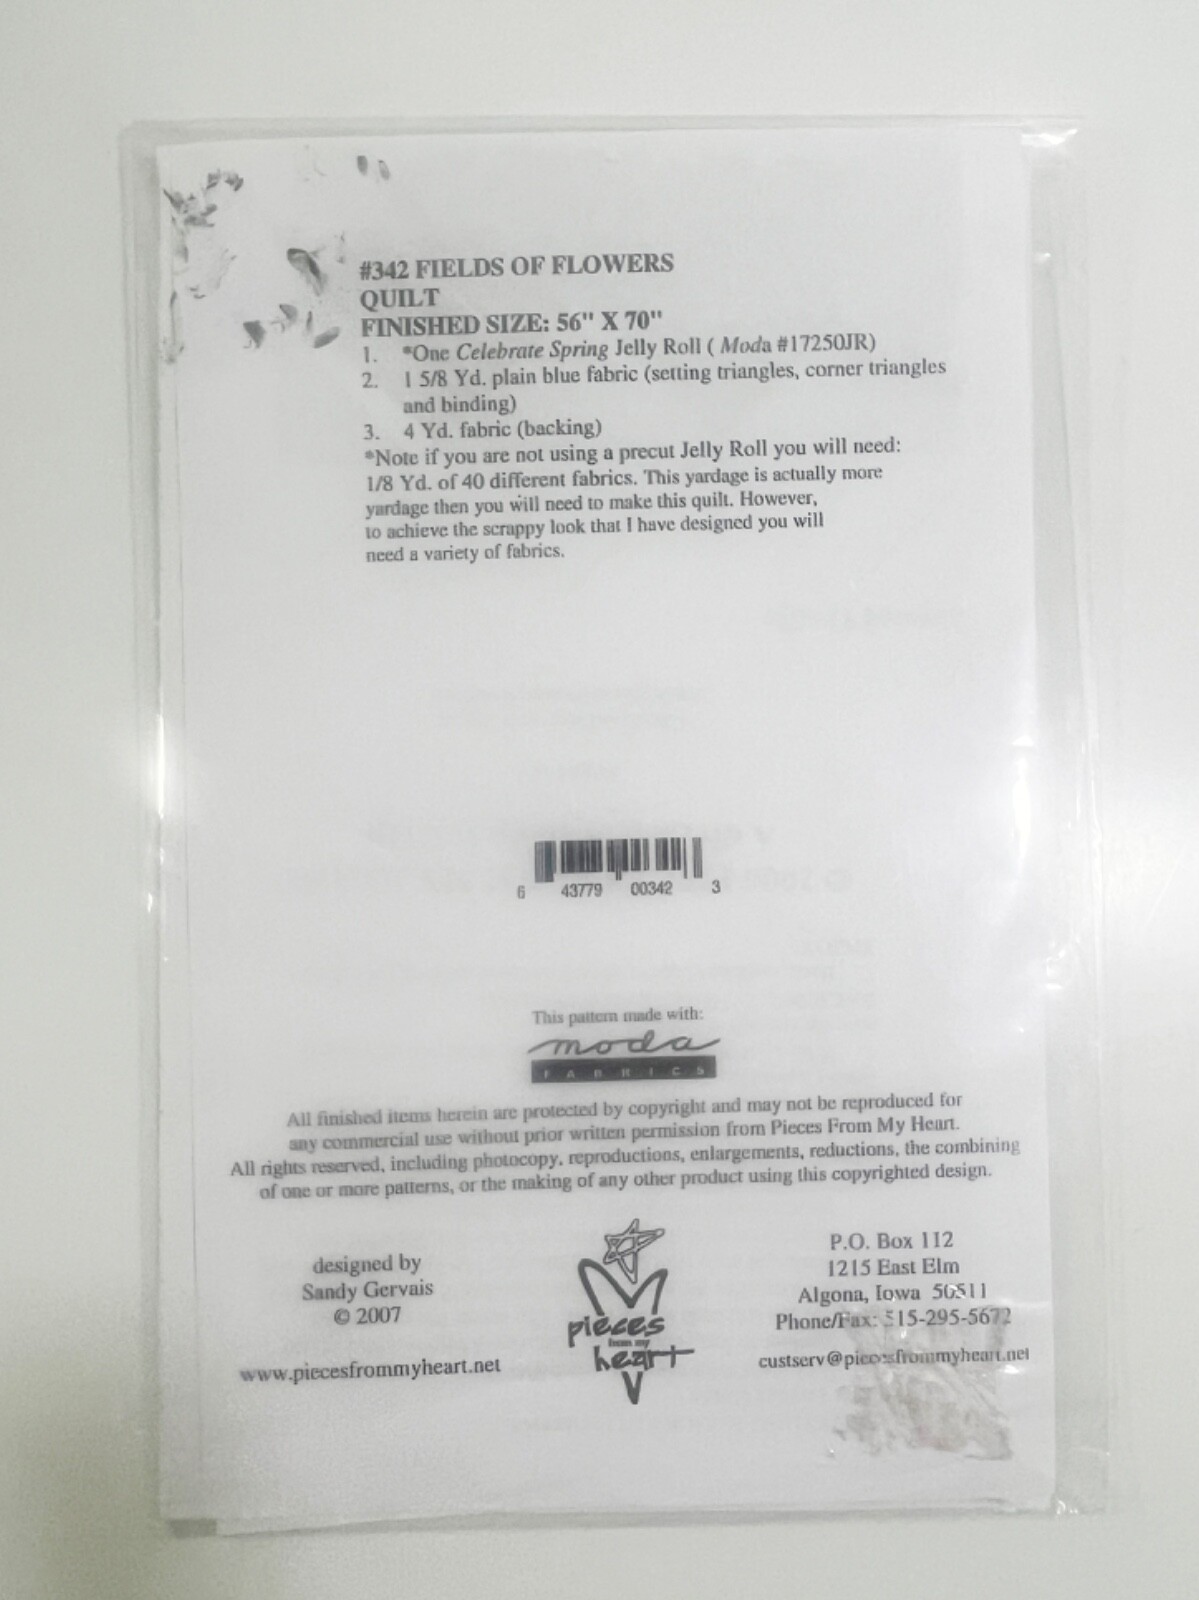 #342 FIELDS OF FLOWERS
QUILT
FINISHED SIZE: 56" X 70"
1. *One Celebrate Spring Jelly Roll ( Moda #17250JR)
2. 1 5/8 Yd. plain blue fabric (setting triangles, corner triangles
and binding)
3. 4 Yd. fabric (backing)
*Note if you are not using a precut Jelly Roll you will need:
1/8 Yd. of 40 different fabrics. This yardage is actually more
yardage then you will need to make this quilt. However,
to achieve the scrappy look that I have designed you will
need a variety of fabrics.
6 43779 00342 3
This pattern made with:
moda
FABRICS
All finished items herein are protected by copyright and may not be reproduced for
any commercial use without prior written permission from Pieces From My Heart.
All rights reserved, including photocopy, reproductions, enlargements, reductions, the combining
of one or more patterns, or the making of any other product using this copyrighted design.
designed by
Sandy Gervais
© 2007
www.piecesfrommyheart.net
pieces
from my
heart
P.O. Box 112
1215 East Elm
Algona, Iowa 50511
Phone/Fax: 515-295-5672
custserv@piecesfrommyheart.net